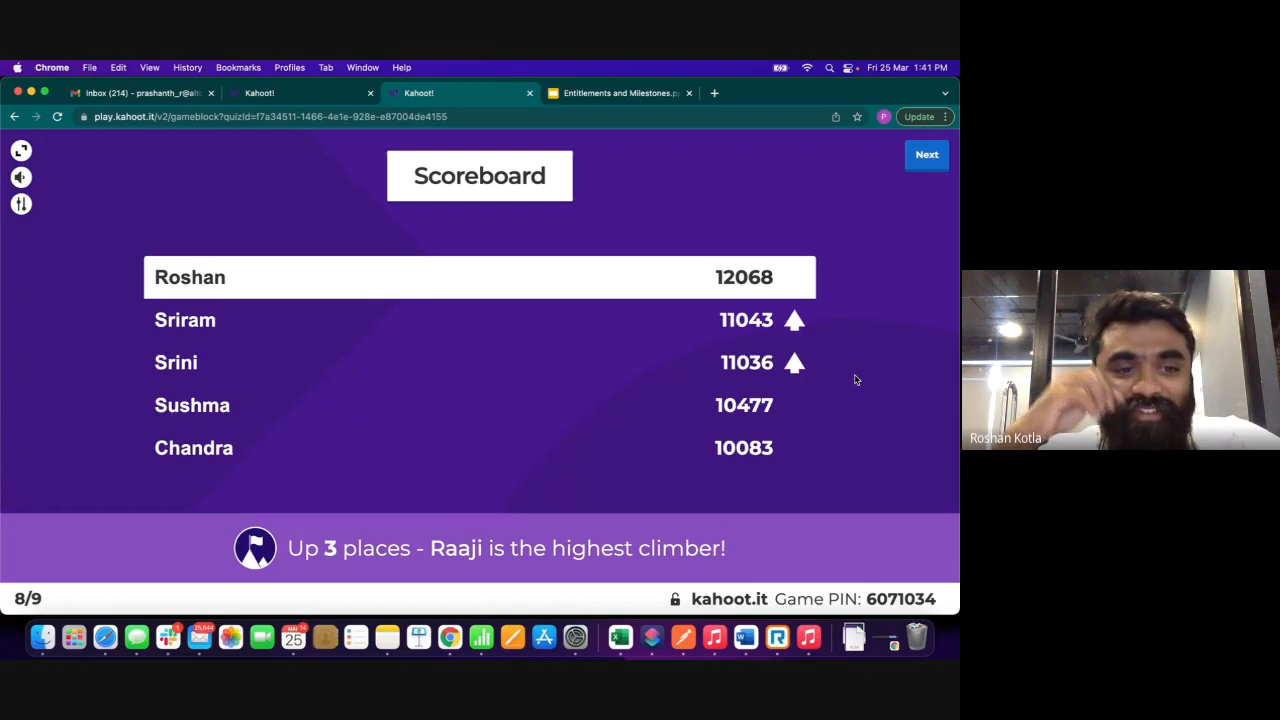 Chrome File Edit View History Bookmarks Profiles Tab Window Help Fri 25 Mar 1:41 PM
Inbox (214) - prashanth_r@alt Kahoot! Kahoot! Entitlements and Milestones.p
play.kahoot.it/v2/gameblock?quizId=f7a34511-1466-4e1e-928e-e87004de4155 P Update
Scoreboard
Next
Roshan 12068
Sriram 11043
Srini 11036
Sushma 10477
Chandra 10083
Roshan Kotla
Up 3 places - Raaji is the highest climber!
8/9 kahoot.it Game PIN: 6071034
25